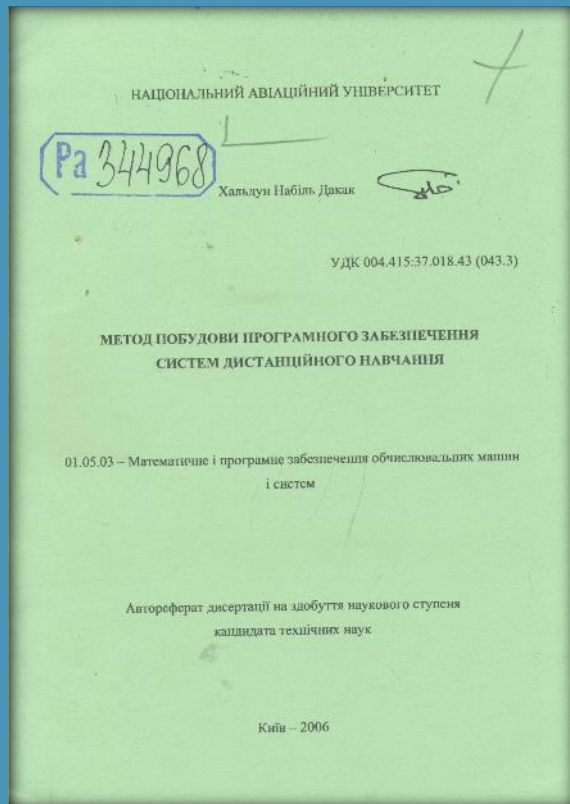 НАЦІОНАЛЬНИЙ АВІАЦІЙНИЙ УНІВЕРСИТЕТ
Ра 344968
Хальдун Набіль Дакак
УДК 004.415:37.018.43 (043.3)
МЕТОД ПОБУДОВИ ПРОГРАМНОГО ЗАБЕЗПЕЧЕННЯ
СИСТЕМ ДИСТАНЦІЙНОГО НАВЧАННЯ
01.05.03 – Математичне і програмне забезпечення обчислювальних машин
і систем
Автореферат дисертації на здобуття наукового ступеня
кандидата технічних наук
Київ – 2006